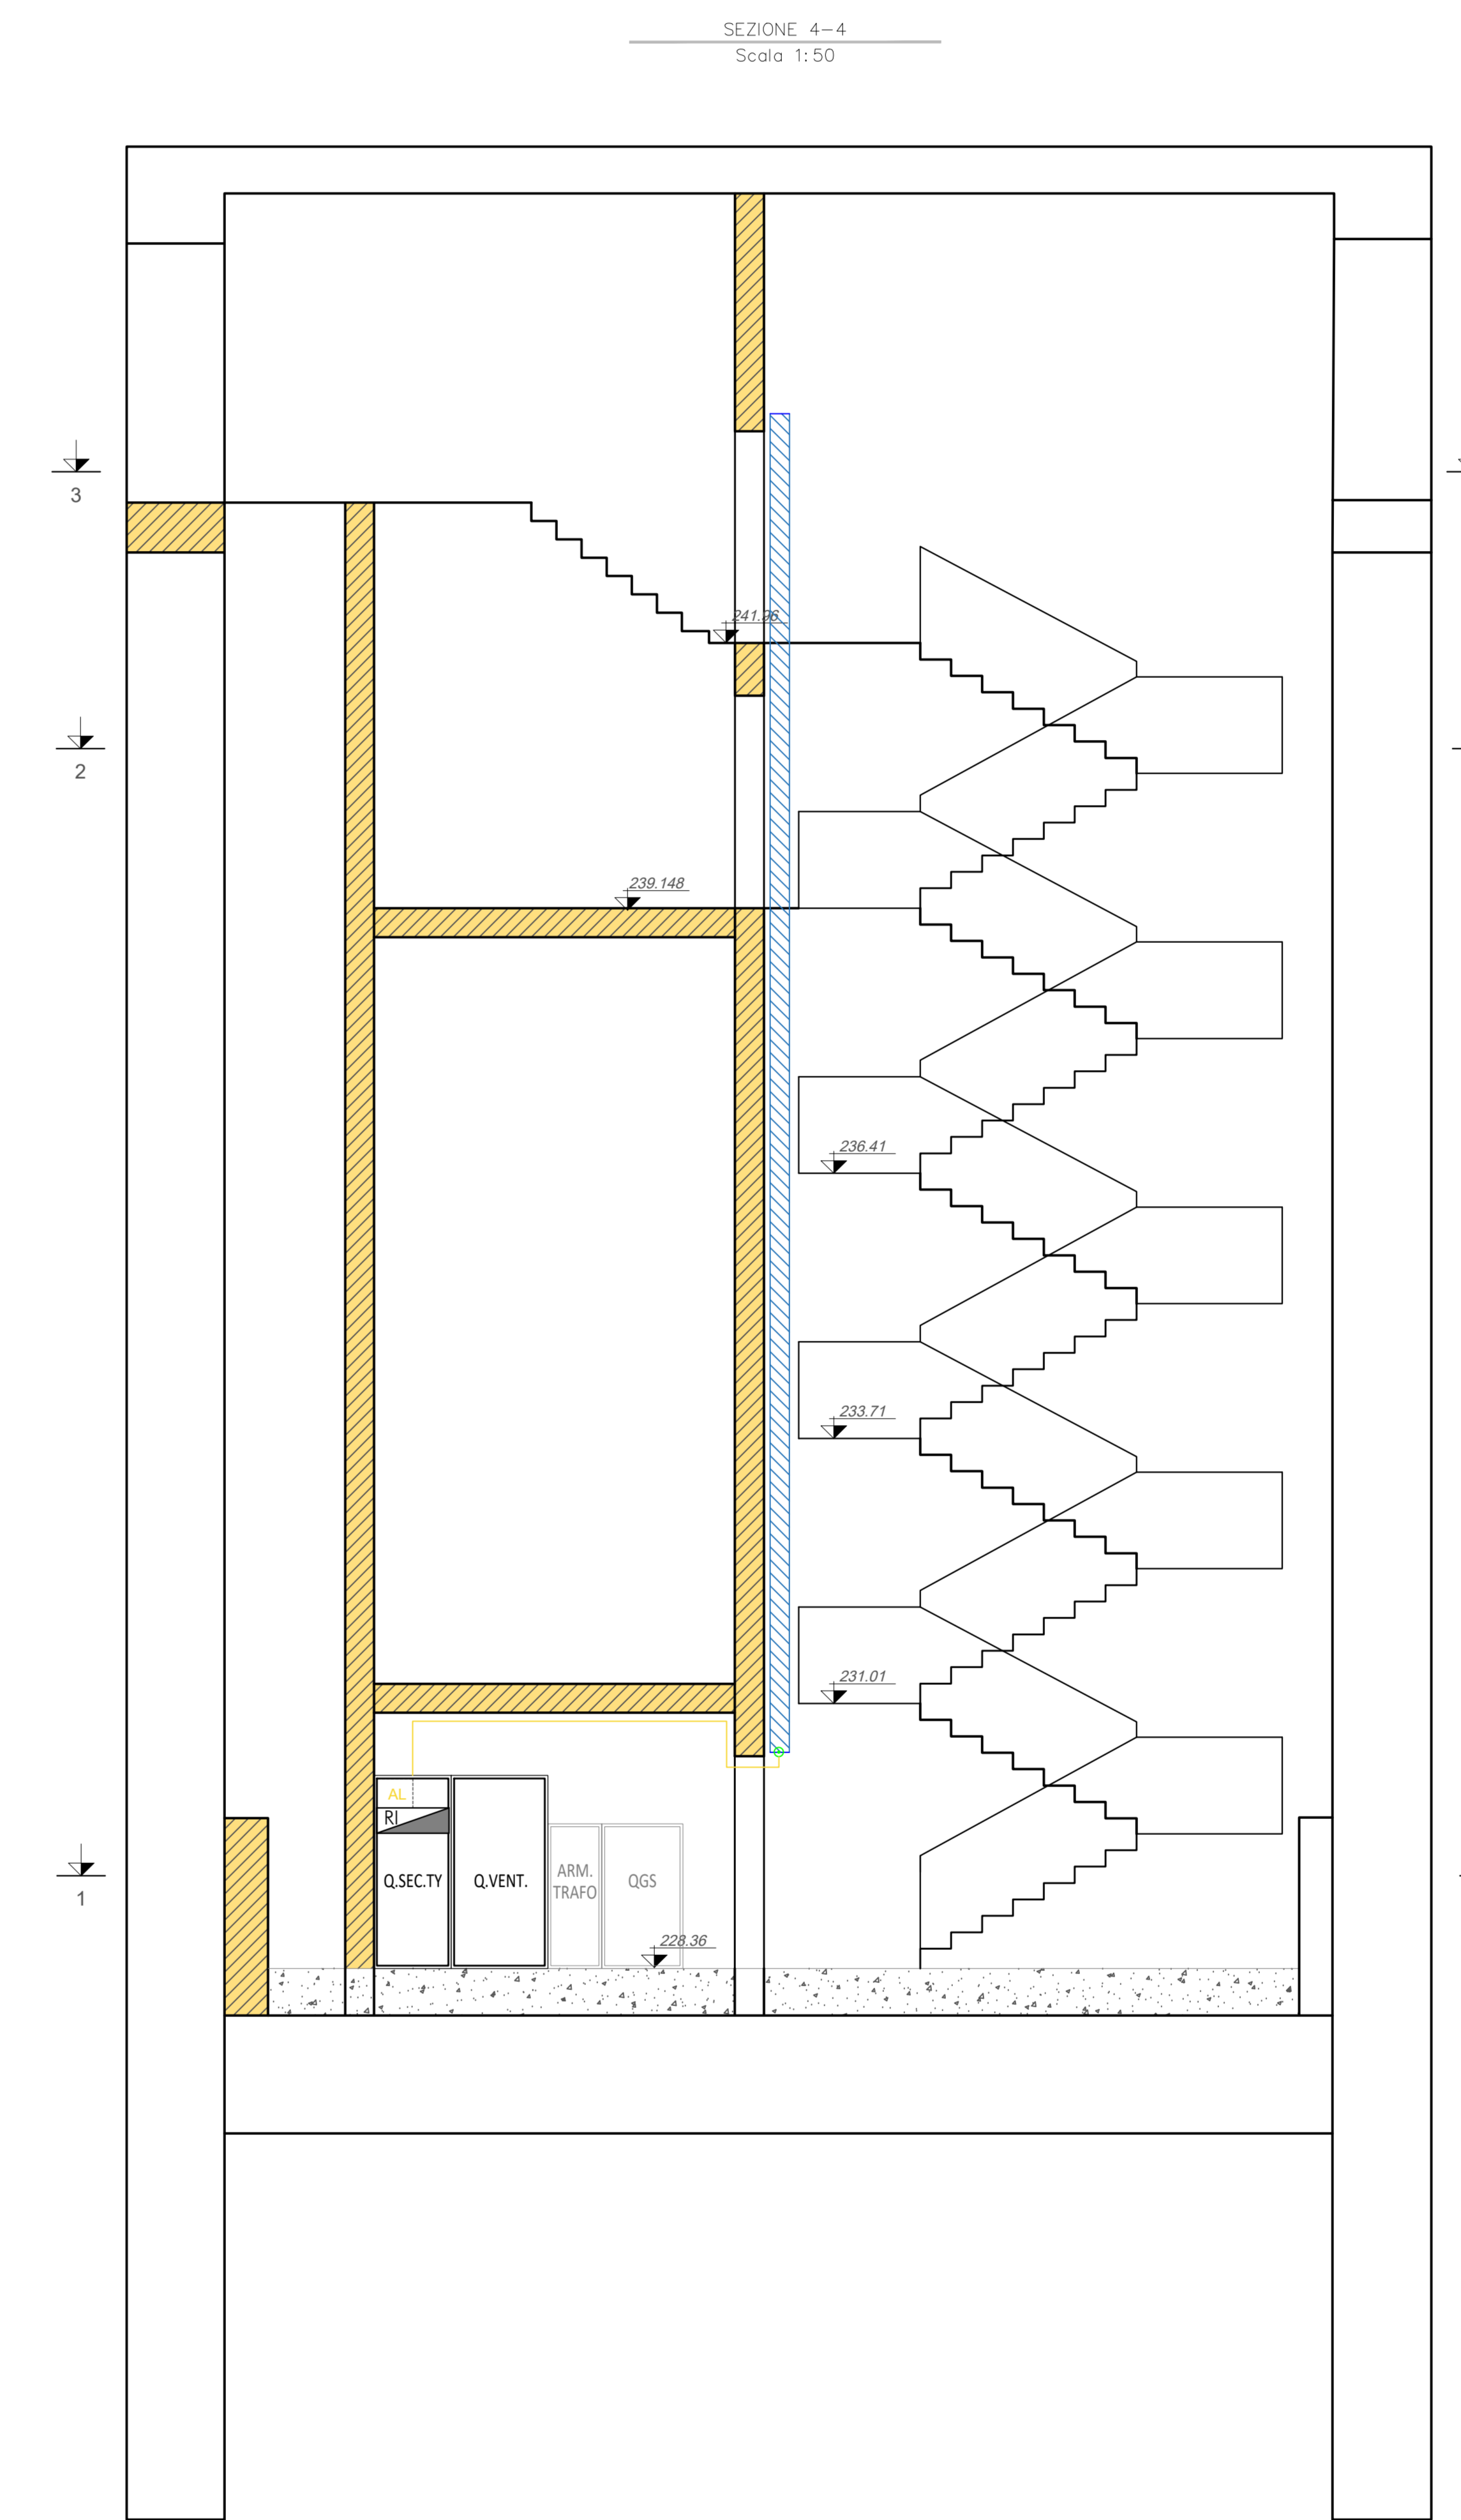 SEZIONE 4-4
Scala 1:50
3
241.96
2
239.148
236.41
233.71
231.01
AL
RI
Q.SEC.TY
Q.VENT.
ARM.
TRAFO
QGS
1
228.36